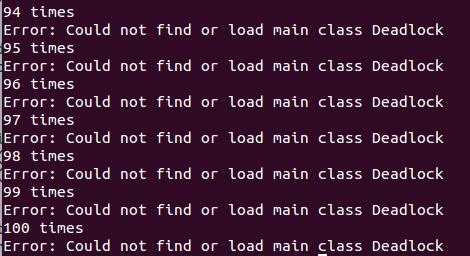 94 times
Error: Could not find or load main class Deadlock
95 times
Error: Could not find or load main class Deadlock
96 times
Error: Could not find or load main class Deadlock
97 times
Error: Could not find or load main class Deadlock
98 times
Error: Could not find or load main class Deadlock
99 times
Error: Could not find or load main class Deadlock
100 times
Error: Could not find or load main class Deadlock